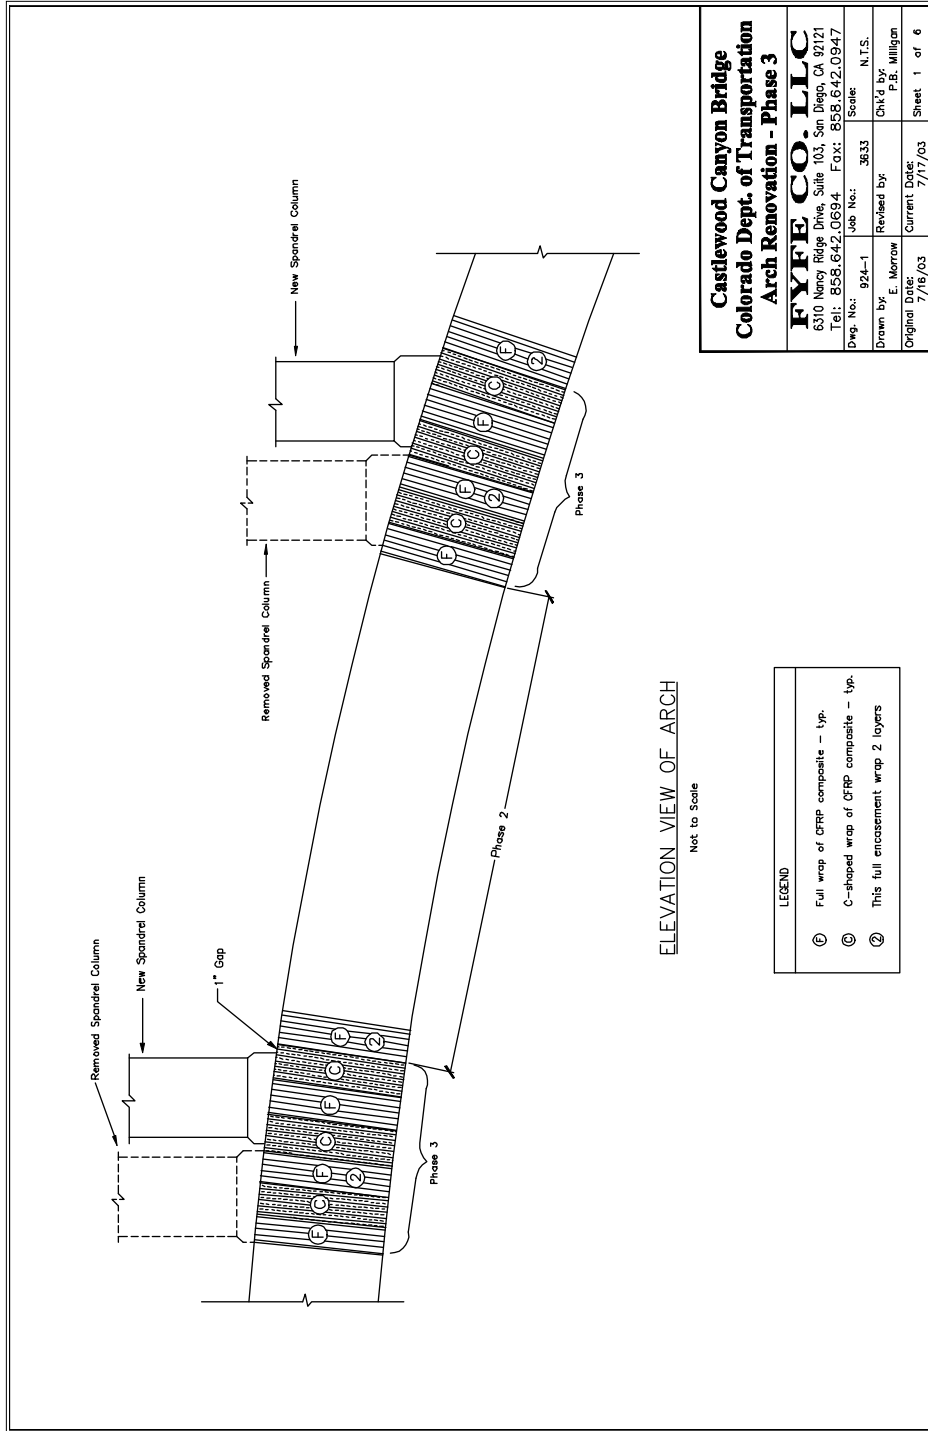 Removed Spandrel Column
New Spandrel Column
1" Gap
Removed Spandrel Column
New Spandrel Column
F
C
F
2
C
F
C
F
2
Phase 3
Phase 2
F
C
F
2
C
F
C
F
2
Phase 3
ELEVATION VIEW OF ARCH
Not to Scale
LEGEND
F Full wrap of CFRP composite – typ.
C C-shaped wrap of CFRP composite – typ.
2 This full encasement wrap 2 layers
Castlewood Canyon Bridge
Colorado Dept. of Transportation
Arch Renovation - Phase 3
FYFE CO. LLC
6310 Nancy Ridge Drive, Suite 103, San Diego, CA 92121
Tel: 858.642.0694 Fax: 858.642.0947
Dwg. No.: 924-1 Job No.: 3633 Scale: N.T.S.
Drawn by: E. Morrow Revised by: Chk'd by: P.B. Milligan
Original Date: 7/16/03 Current Date: 7/17/03 Sheet 1 of 6